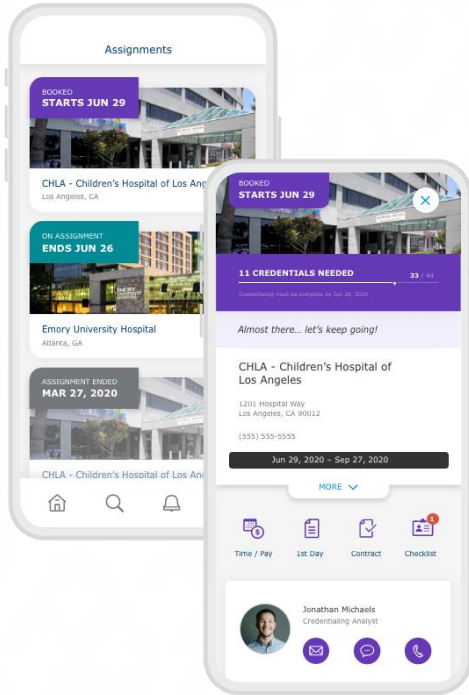 Assignments
BOOKED
STARTS JUN 29
CHLA - Children's Hospital of Los Ang
Los Angeles, CA
ON ASSIGNMENT
ENDS JUN 26
Emory University Hospital
Atlanta, GA
ASSIGNMENT ENDED
MAR 27, 2020
CHLA - Children's Hospital of Los An
BOOKED
STARTS JUN 29
11 CREDENTIALS NEEDED
33 / 44
Credentialing must be complete by Jun 28, 2020
Almost there... let's keep going!
CHLA - Children's Hospital of
Los Angeles
1201 Hospital Way
Los Angeles, CA 90012
(555) 555-5555
Jun 29, 2020 – Sep 27, 2020
MORE
1
Time / Pay
1st Day
Contract
Checklist
Jonathan Michaels
Credentialing Analyst